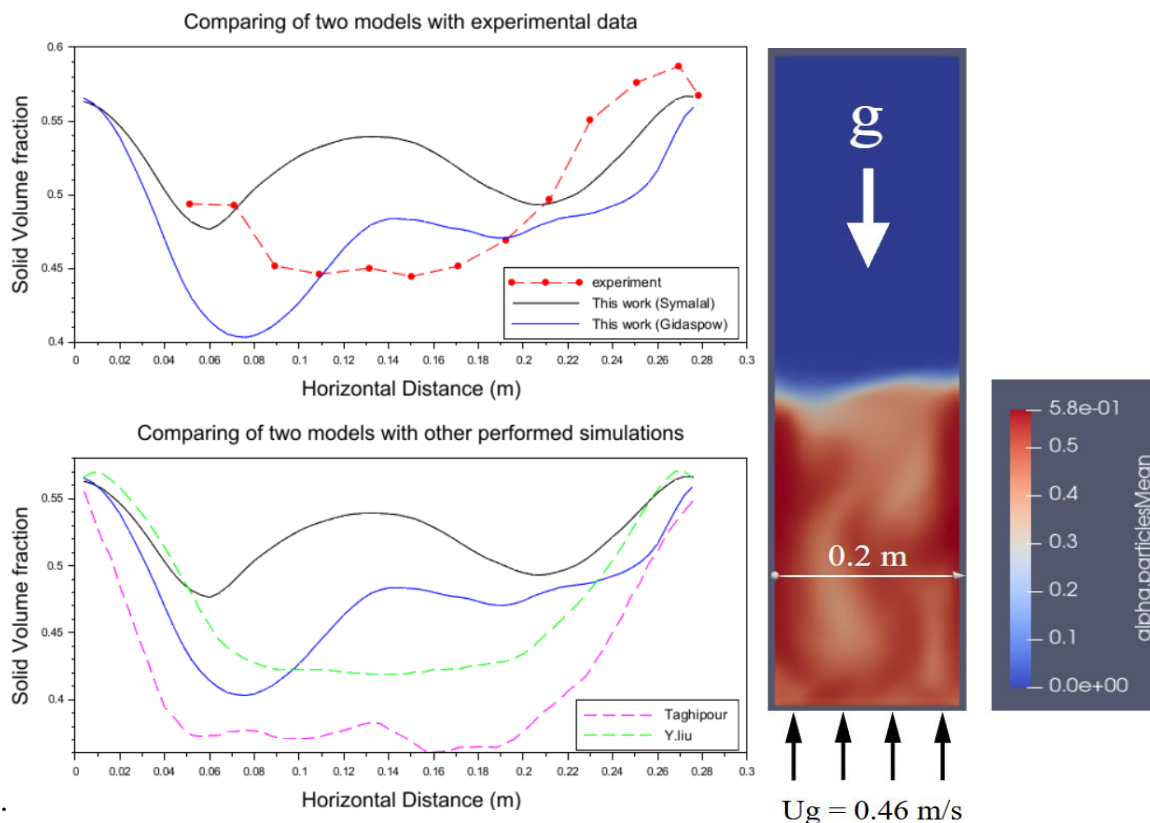 Comparing of two models with experimental data
0.6
0.55
0.5
0.45
0.4
Solid Volume fraction
experiment
This work (Symalal)
This work (Gidaspow)
0 0.02 0.04 0.06 0.08 0.1 0.12 0.14 0.16 0.18 0.2 0.22 0.24 0.26 0.28 0.3
Horizontal Distance (m)
Comparing of two models with other performed simulations
0.55
0.5
0.45
0.4
Solid Volume fraction
Taghipour
Y.liu
0 0.02 0.04 0.06 0.08 0.1 0.12 0.14 0.16 0.18 0.2 0.22 0.24 0.26 0.28 0.3
Horizontal Distance (m)
.
g
0.2 m
Ug = 0.46 m/s
5.8e-01
0.5
0.4
0.3
0.2
0.1
0.0e+00
alpha.particlesMean